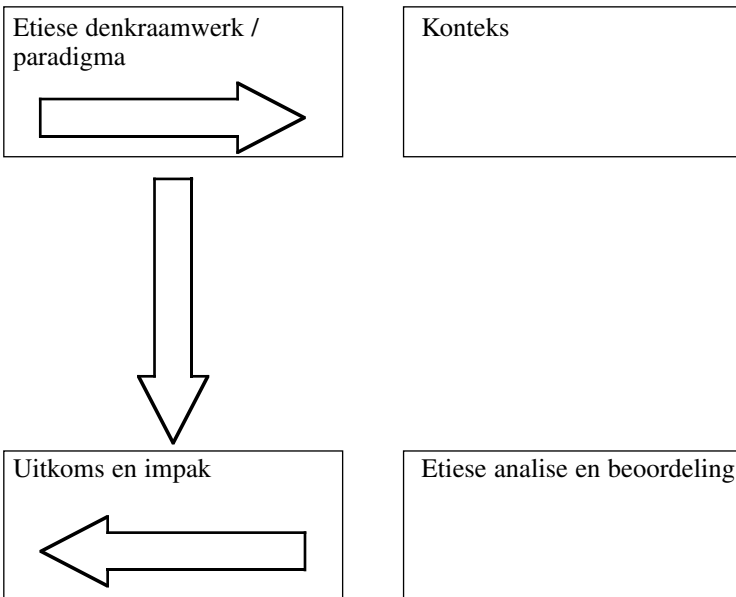 Etiese denkraamwerk /
paradigma
Konteks
Uitkoms en impak
Etiese analise en beoordeling